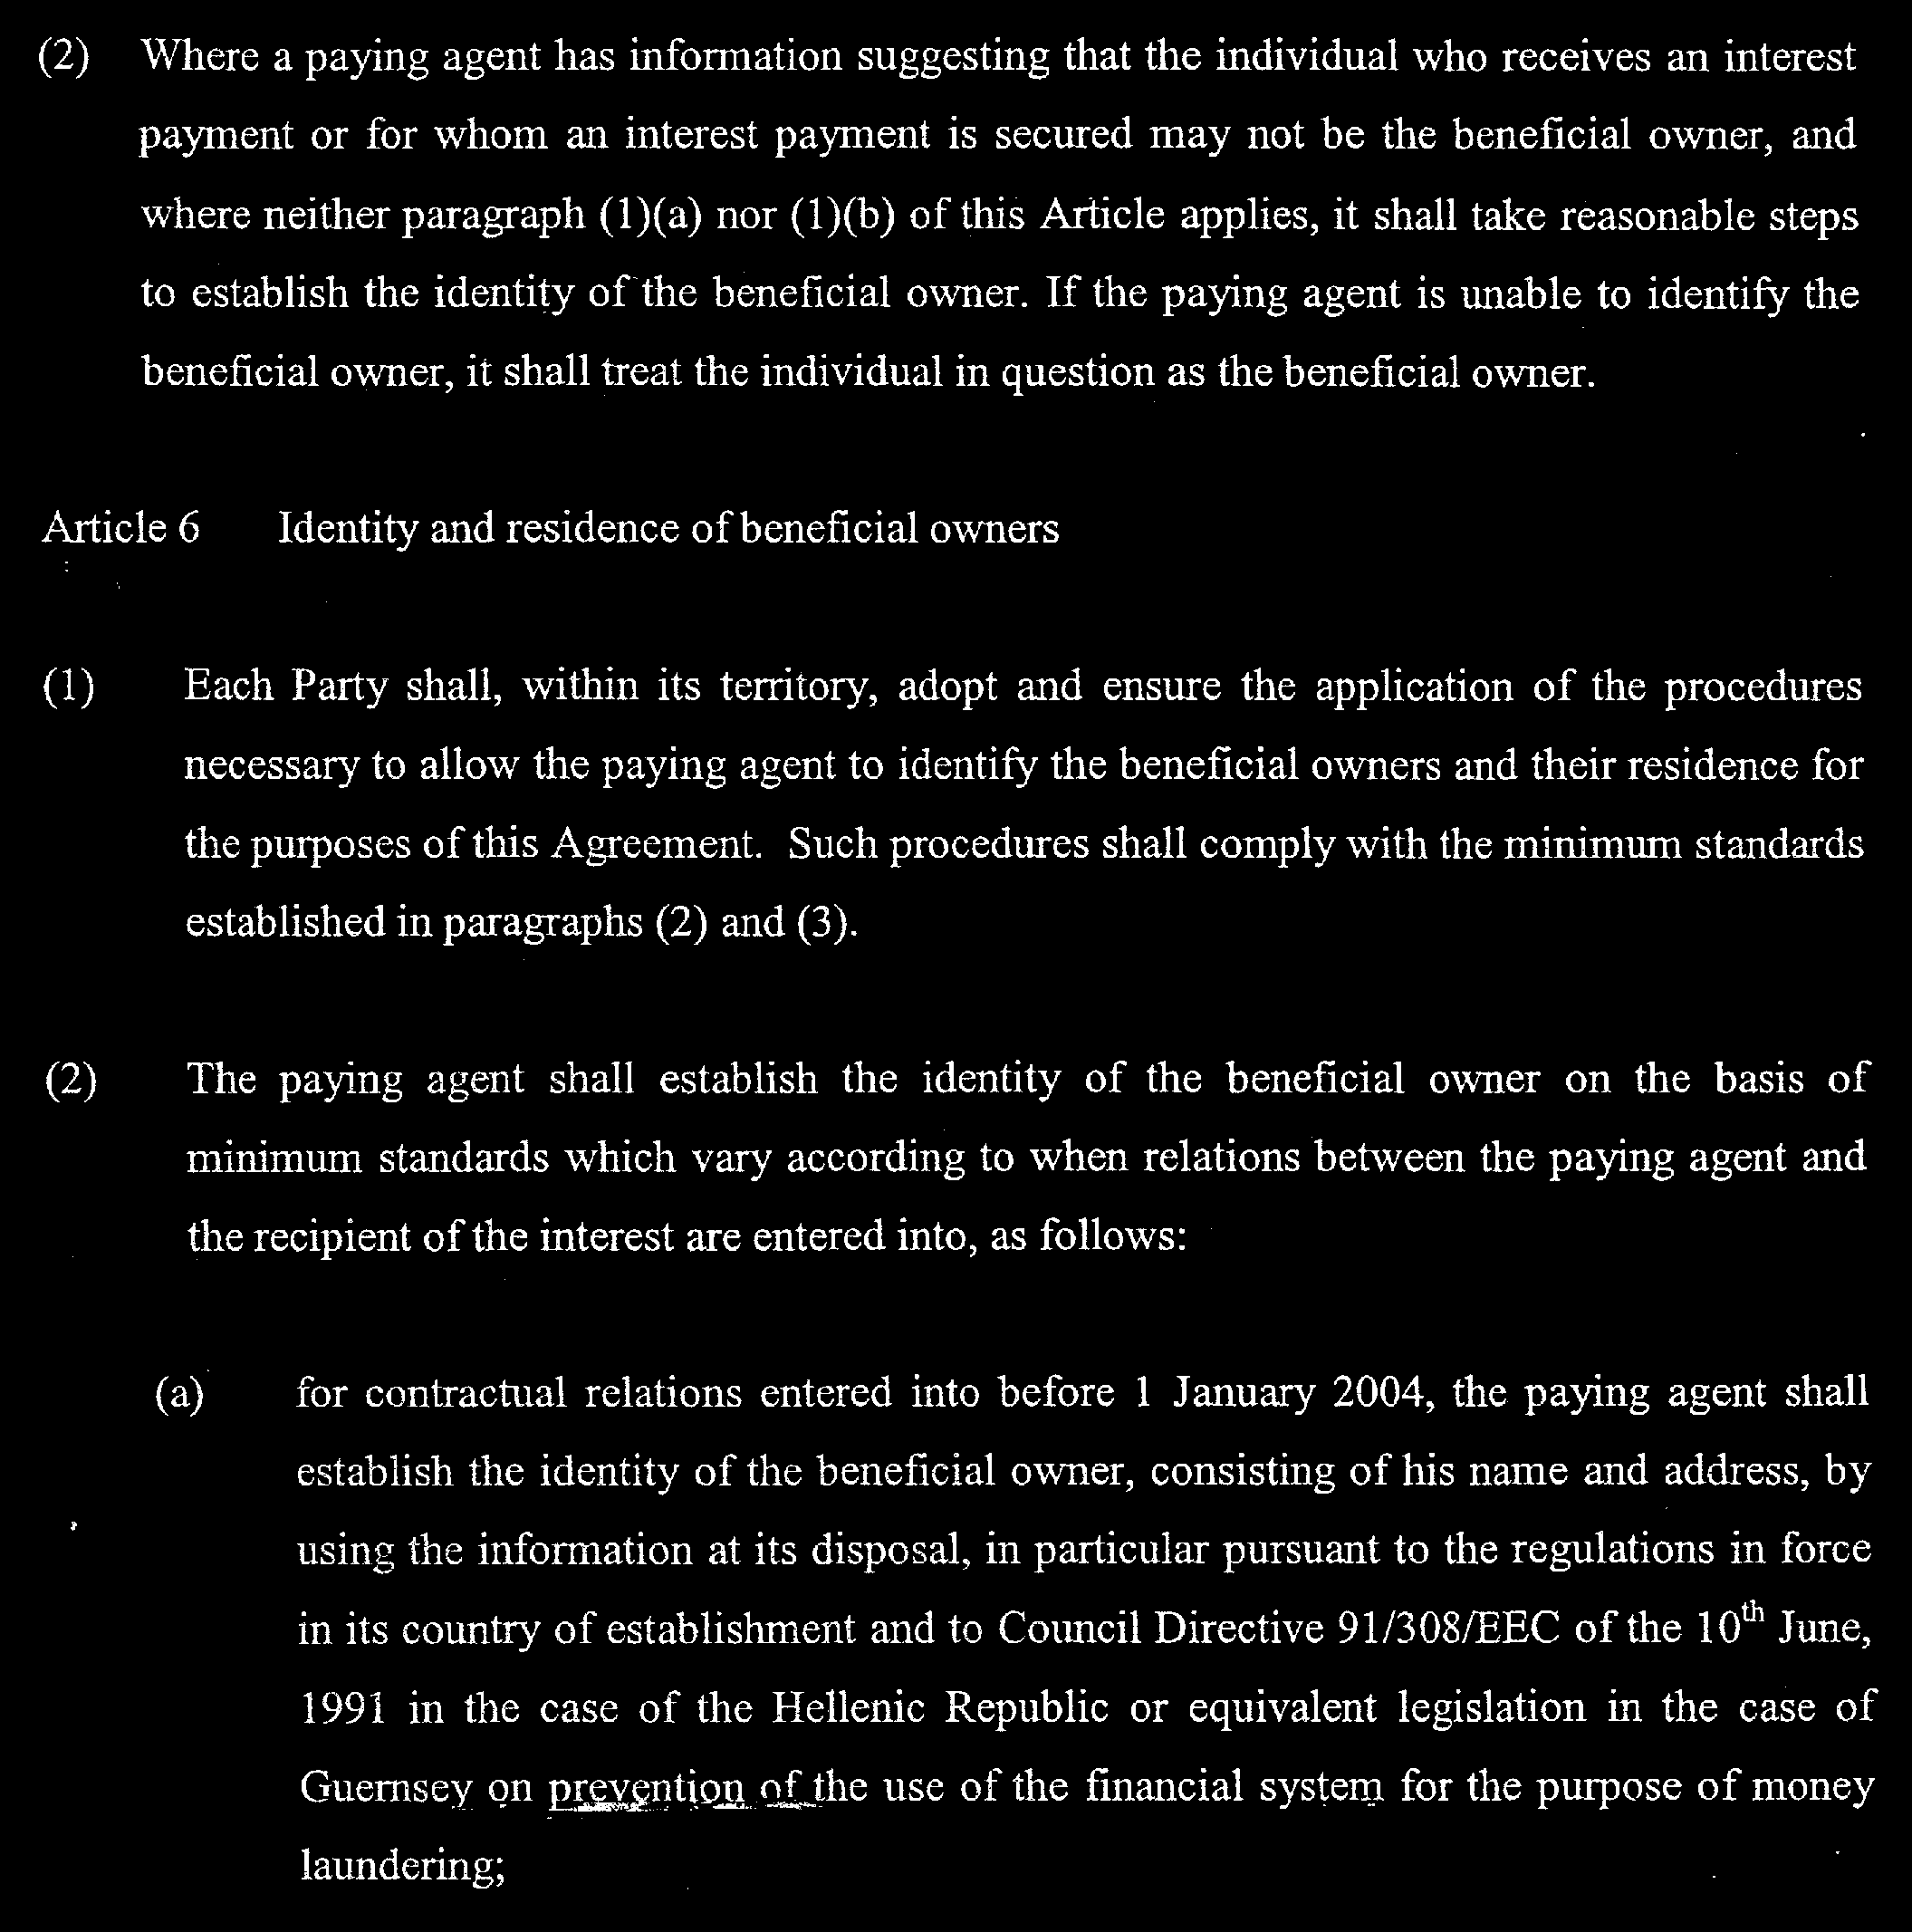 (2) Where a paying agent has information suggesting that the individual who receives an interest
payment or for whom an interest payment is secured may not be the beneficial owner, and
where neither paragraph (1)(a) nor (1)(b) of this Article applies, it shall take reasonable steps
to establish the identity of the beneficial owner. If the paying agent is unable to identify the
beneficial owner, it shall treat the individual in question as the beneficial owner.
Article 6 Identity and residence of beneficial owners
(1) Each Party shall, within its territory, adopt and ensure the application of the procedures
necessary to allow the paying agent to identify the beneficial owners and their residence for
the purposes of this Agreement. Such procedures shall comply with the minimum standards
established in paragraphs (2) and (3).
(2) The paying agent shall establish the identity of the beneficial owner on the basis of
minimum standards which vary according to when relations between the paying agent and
the recipient of the interest are entered into, as follows:
(a) for contractual relations entered into before 1 January 2004, the paying agent shall
establish the identity of the beneficial owner, consisting of his name and address, by
using the information at its disposal, in particular pursuant to the regulations in force
in its country of establishment and to Council Directive 91/308/EEC of the 10th June,
1991 in the case of the Hellenic Republic or equivalent legislation in the case of
Guernsey on prevention of the use of the financial system for the purpose of money
laundering;